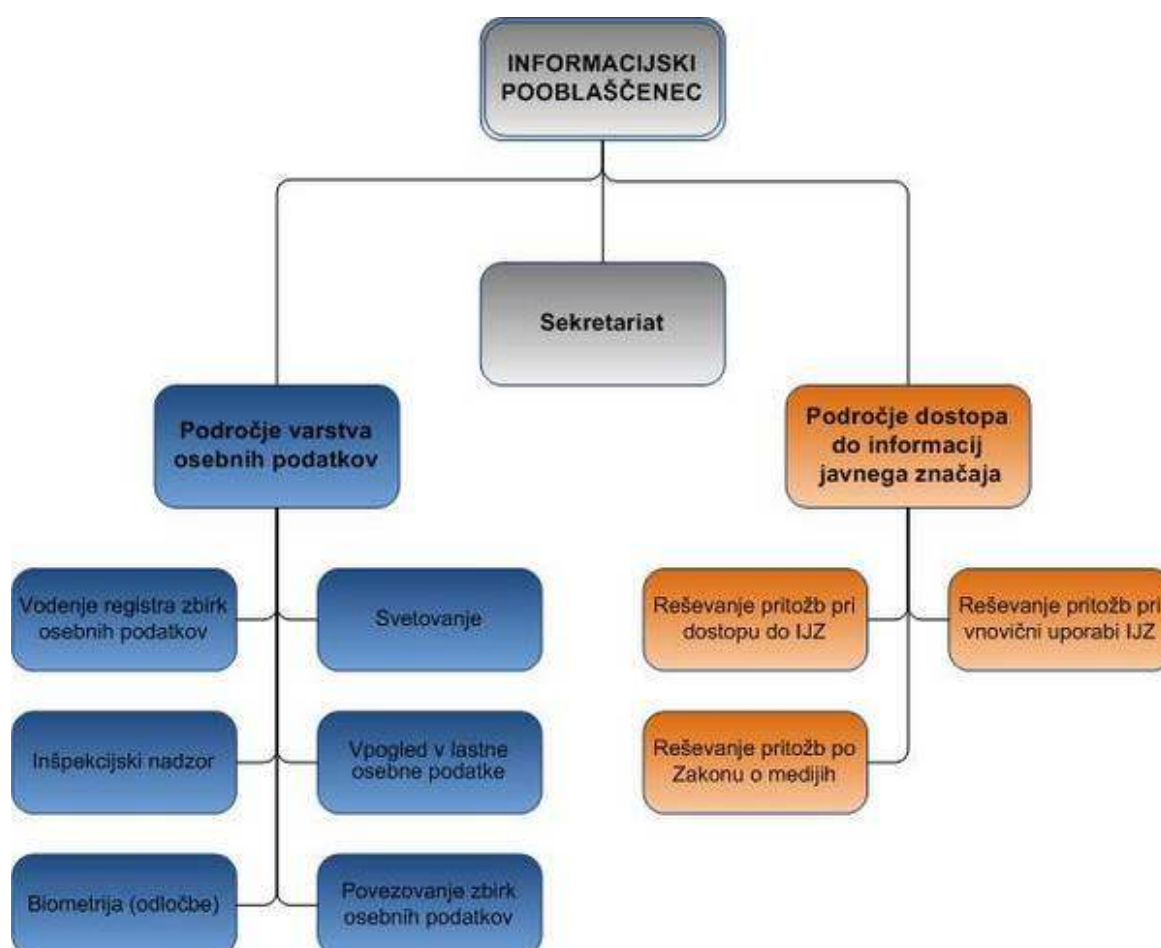 INFORMACIJSKI
POOBLAŠČENEC
Sekretariat
Področje varstva
osebnih podatkov
Področje dostopa
do informacij
javnega značaja
Vodenje registra zbirk
osebnih podatkov
Svetovanje
Reševanje pritožb pri
dostopu do IJZ
Reševanje pritožb pri
vnovični uporabi IJZ
Inšpekcijski nadzor
Vpogled v lastne
osebne podatke
Reševanje pritožb po
Zakonu o medijih
Biometrija (odločbe)
Povezovanje zbirk
osebnih podatkov